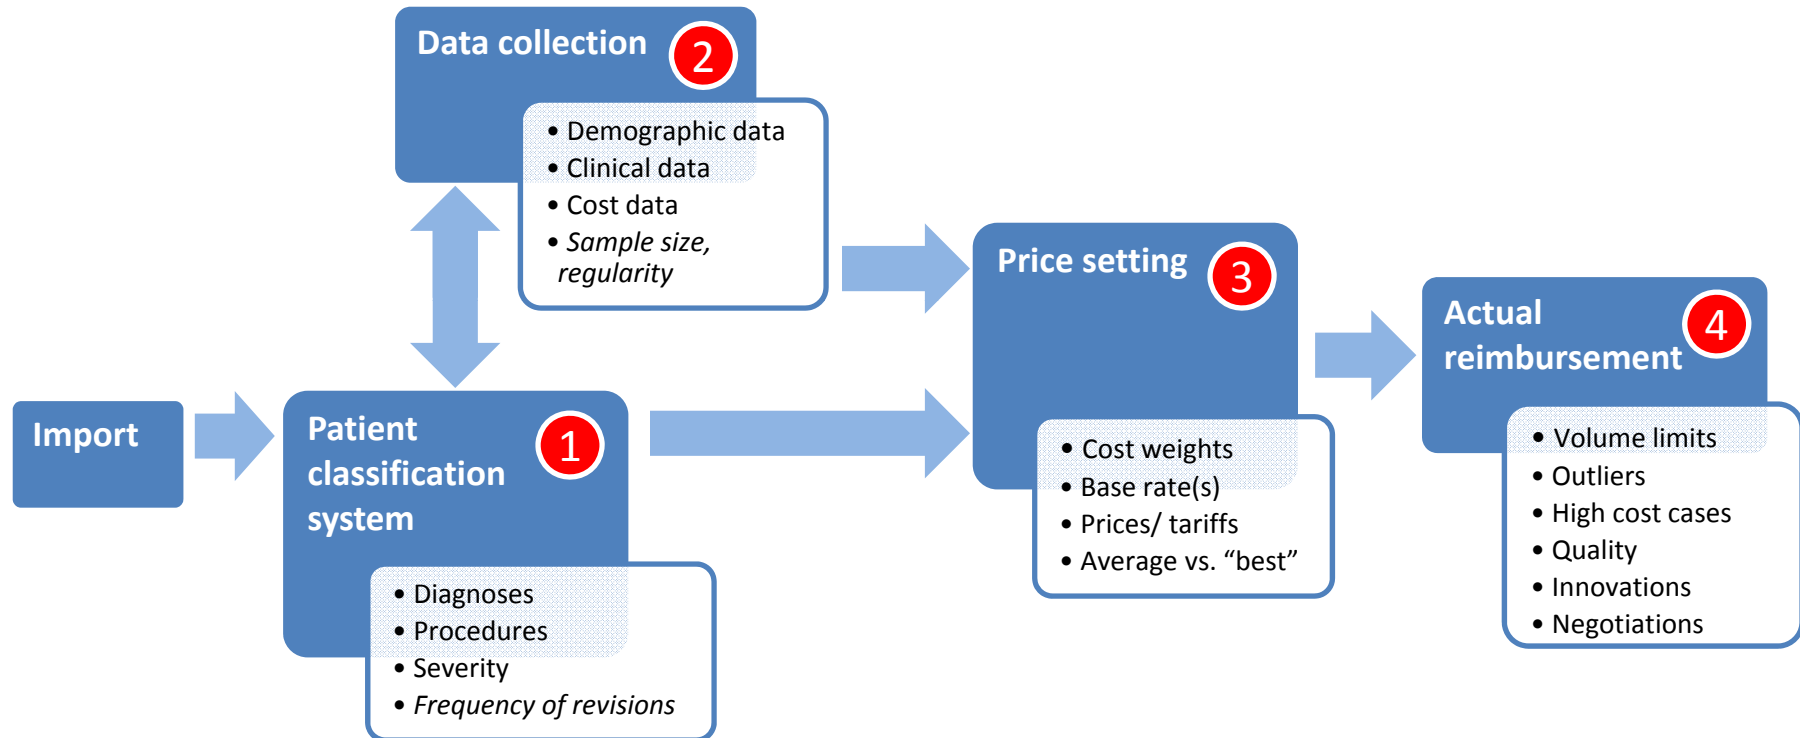 Import
Patient
classification
system
1
• Diagnoses
• Procedures
• Severity
• Frequency of revisions
Data collection
2
• Demographic data
• Clinical data
• Cost data
• Sample size,
regularity
Price setting
3
• Cost weights
• Base rate(s)
• Prices/ tariffs
• Average vs. “best”
Actual
reimbursement
4
• Volume limits
• Outliers
• High cost cases
• Quality
• Innovations
• Negotiations